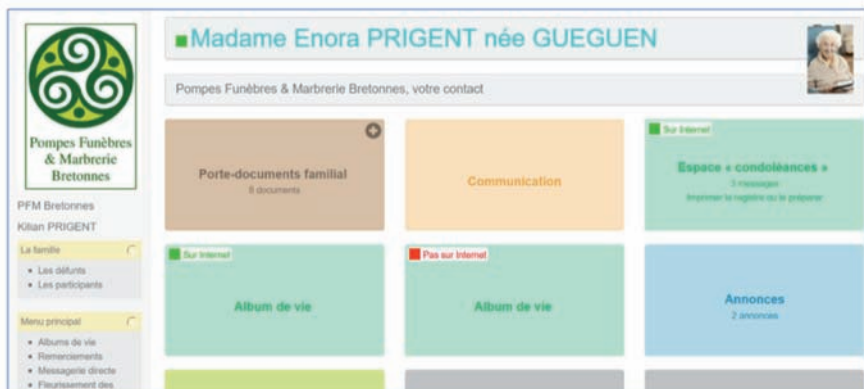 Madame Enora PRIGENT née GUEGUEN
Pompes Funèbres & Marbrerie Bretonnes, votre contact
Pompes Funèbres
& Marbrerie
Bretonnes
PFM Bretonnes
Kilian PRIGENT
La famille
Les défunts
Les participants
Menu principal
Albums de vie
Remerciements
Messagerie directe
Fleurissement des
Porte-documents familial
8 documents
Communication
Sur Internet
Espace « condoléances »
3 messages
Imprimer le registre ou le préparer
Sur Internet
Album de vie
Pas sur Internet
Album de vie
Annonces
2 annonces